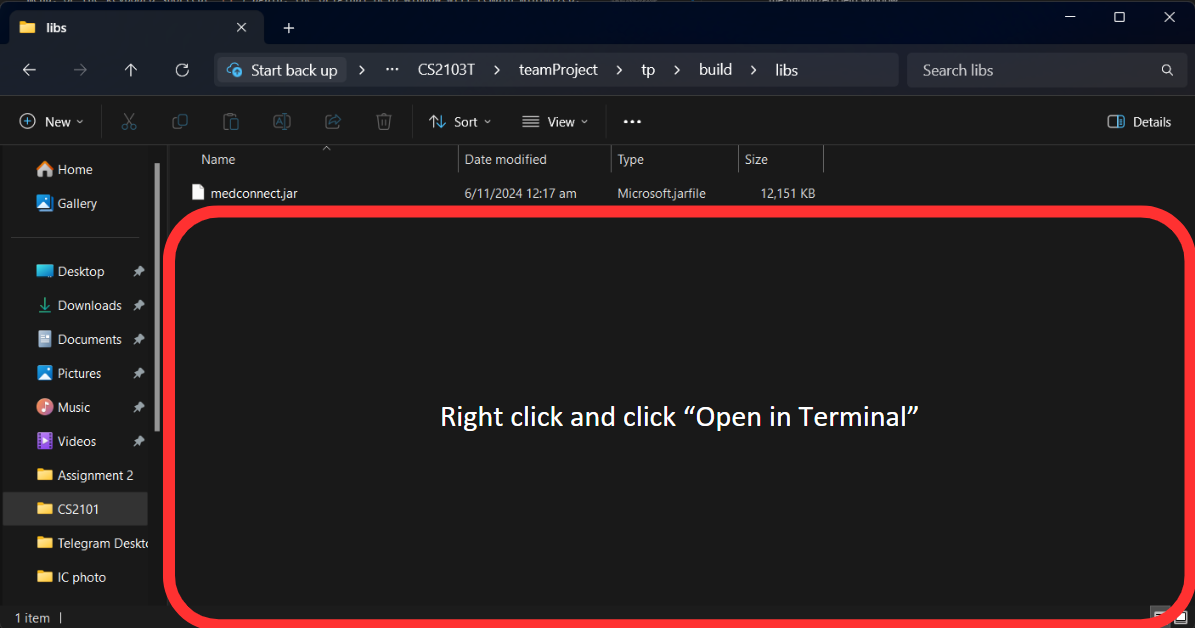 libs
Start back up > ... CS2103T > teamProject > tp > build > libs
Search libs
New
Sort
View
...
Details
Name
Date modified
Type
Size
medconnect.jar
6/11/2024 12:17 am
Microsoft.jarfile
12,151 KB
Home
Gallery
Desktop
Downloads
Documents
Pictures
Music
Videos
Assignment 2
CS2101
Telegram Deskto
IC photo
Right click and click “Open in Terminal”
1 item